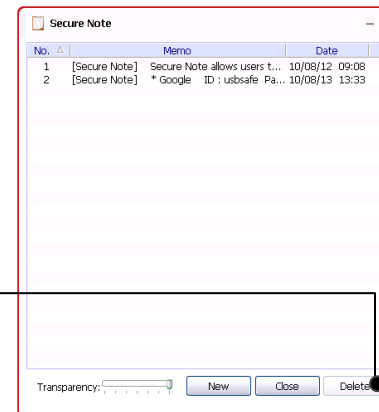 Secure Note
No. Memo Date
1 [Secure Note] Secure Note allows users t... 10/08/12 09:08
2 [Secure Note] * Google ID : usbsafe Pa... 10/08/13 13:33
Transparency: New Close Delete